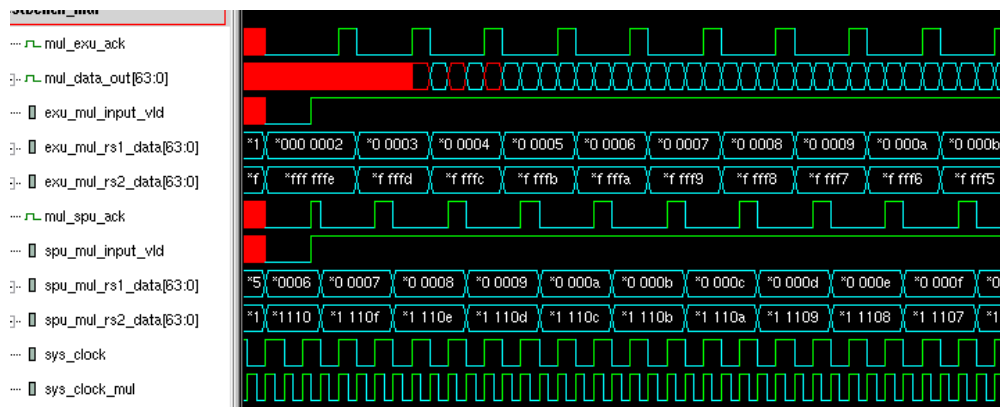 mul_exu_ack
mul_data_out[63:0]
exu_mul_input_vld
exu_mul_rs1_data[63:0] *1 *000 0002 *0 0003 *0 0004 *0 0005 *0 0006 *0 0007 *0 0008 *0 0009 *0 000a *0 000b
exu_mul_rs2_data[63:0] *f *fff fffe *f fffd *f fffc *f fffb *f fffa *f fff9 *f fff8 *f fff7 *f fff6 *f fff5
mul_spu_ack
spu_mul_input_vld
spu_mul_rs1_data[63:0] *5 *0006 *0 0007 *0 0008 *0 0009 *0 000a *0 000b *0 000c *0 000d *0 000e *0 000f *0
spu_mul_rs2_data[63:0] *1 *1110 *1 110f *1 110e *1 110d *1 110c *1 110b *1 110a *1 1109 *1 1108 *1 1107 *1
sys_clock
sys_clock_mul